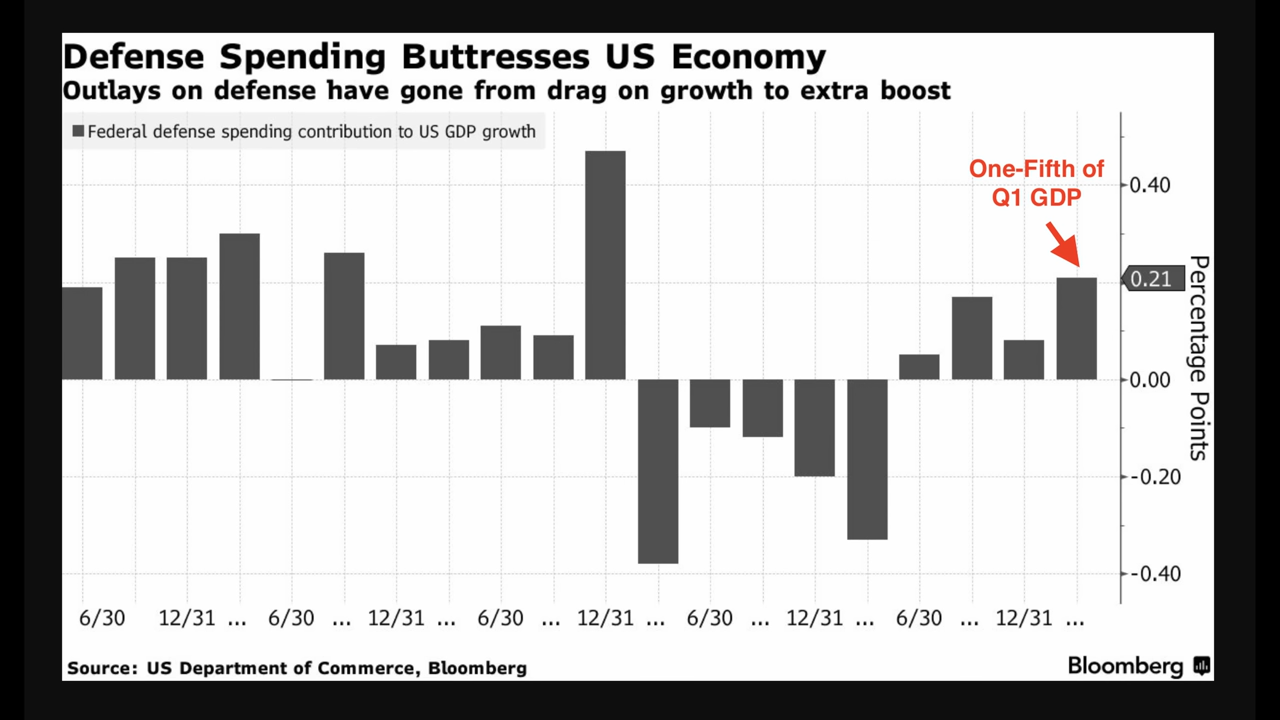 Defense Spending Buttresses US Economy
Outlays on defense have gone from drag on growth to extra boost
Federal defense spending contribution to US GDP growth
One-Fifth of
Q1 GDP
0.40
0.21
0.00
-0.20
-0.40
Percentage Points
6/30 12/31 ... 6/30 ... 12/31 ... 6/30 ... 12/31 ... 6/30 ... 12/31 ... 6/30 ... 12/31 ...
Source: US Department of Commerce, Bloomberg
Bloomberg